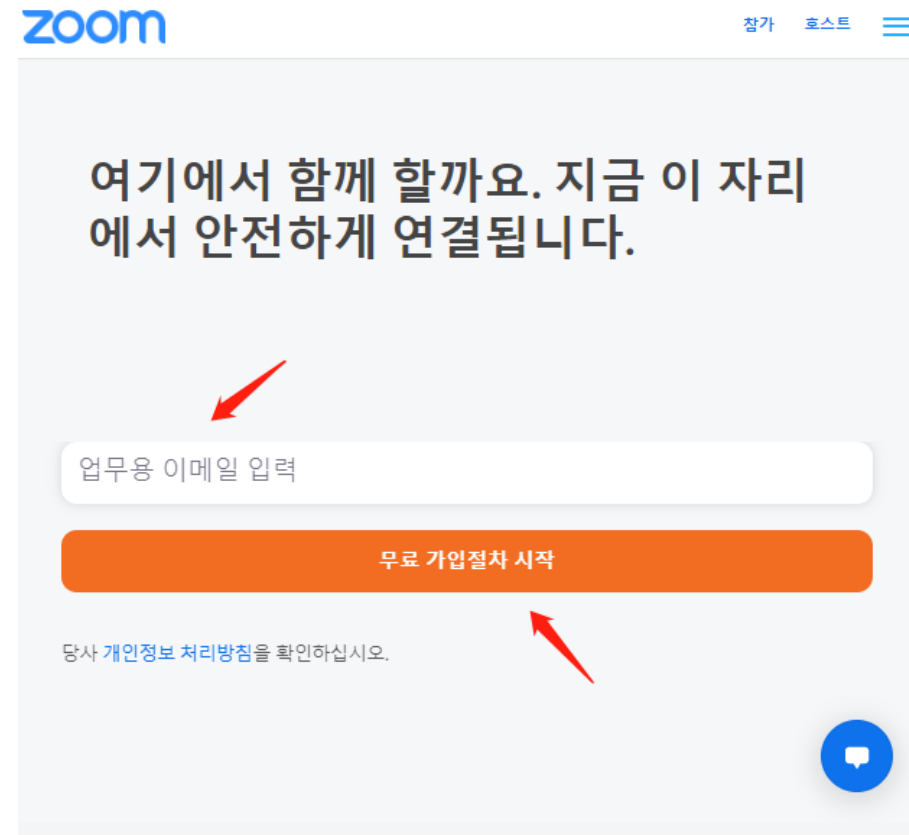 zoom
참가 호스트
여기에서 함께 할까요. 지금 이 자리
에서 안전하게 연결됩니다.
업무용 이메일 입력
무료 가입절차 시작
당사 개인정보 처리방침을 확인하십시오.